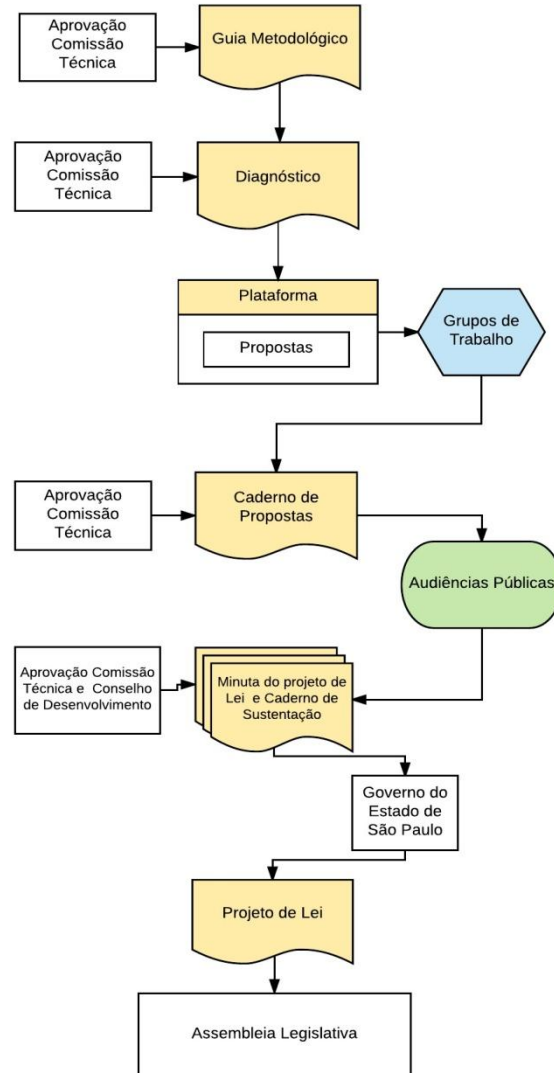 Aprovação
Comissão
Técnica
Guia Metodológico
Aprovação
Comissão
Técnica
Diagnóstico
Plataforma
Propostas
Grupos de
Trabalho
Aprovação
Comissão
Técnica
Caderno de
Propostas
Audiências Públicas
Aprovação Comissão
Técnica e Conselho
de Desenvolvimento
Minuta do projeto de
Lei e Caderno de
Sustentação
Governo do
Estado de
São Paulo
Projeto de Lei
Assembleia Legislativa